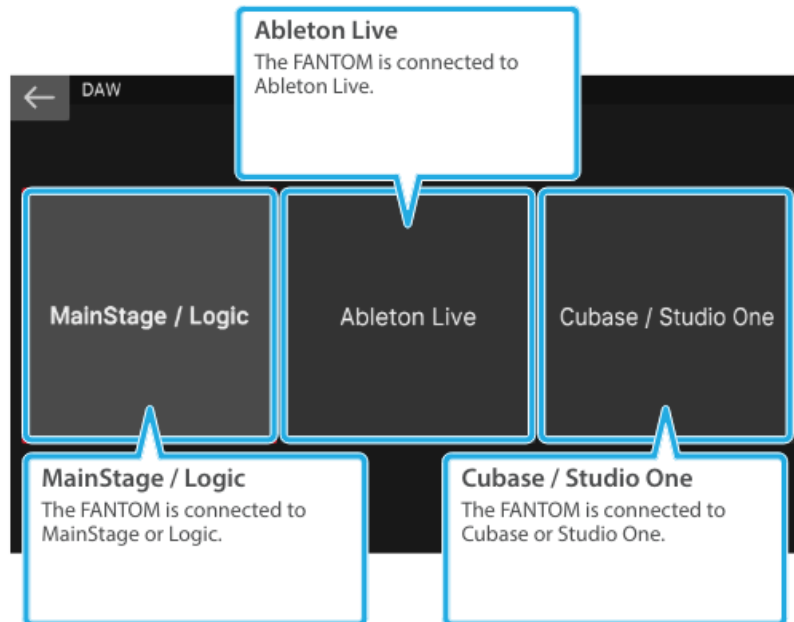 Ableton Live
The FANTOM is connected to
Ableton Live.
DAW
MainStage / Logic
Ableton Live
Cubase / Studio One
MainStage / Logic
The FANTOM is connected to
MainStage or Logic.
Cubase / Studio One
The FANTOM is connected to
Cubase or Studio One.